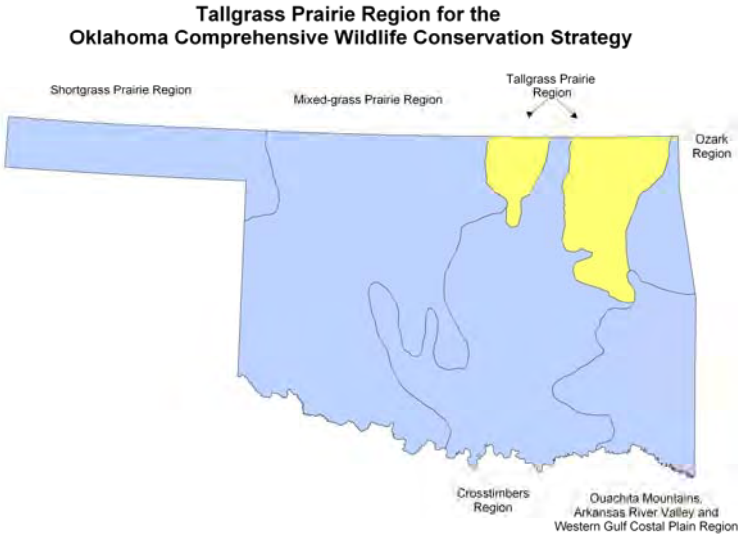 Tallgrass Prairie Region for the
Oklahoma Comprehensive Wildlife Conservation Strategy
Shortgrass Prairie Region
Mixed-grass Prairie Region
Tallgrass Prairie
Region
Ozark
Region
Crosstimbers
Region
Ouachita Mountains,
Arkansas River Valley and
Western Gulf Costal Plain Region